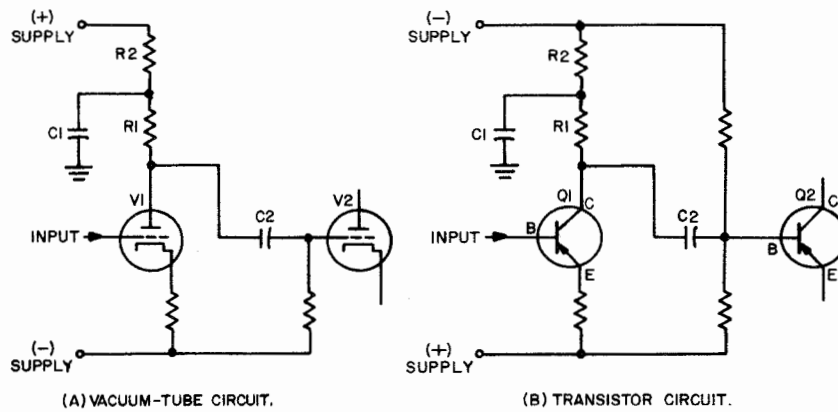 (+)
SUPPLY
R2
C1
R1
V1
V2
C2
INPUT
(-)
SUPPLY
(A) VACUUM-TUBE CIRCUIT.
(-)
SUPPLY
R2
C1
R1
Q1
C
Q2
C
C2
INPUT
B
B
E
E
(+)
SUPPLY
(B) TRANSISTOR CIRCUIT.